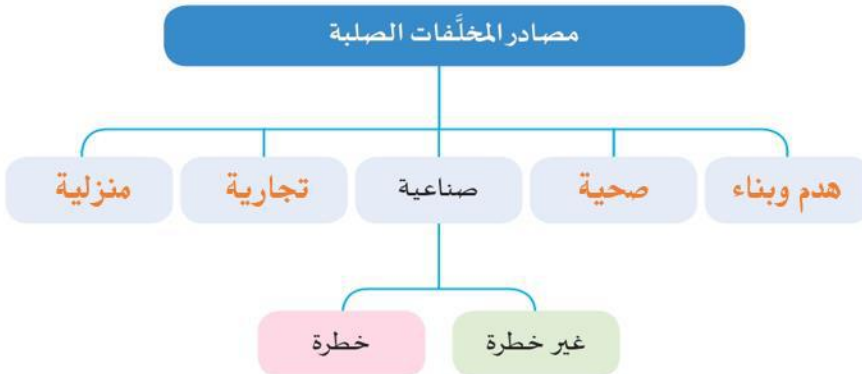 مصادر المخلَّفات الصلبة
هدم وبناء
صحية
صناعية
تجارية
منزلية
غير خطرة
خطرة